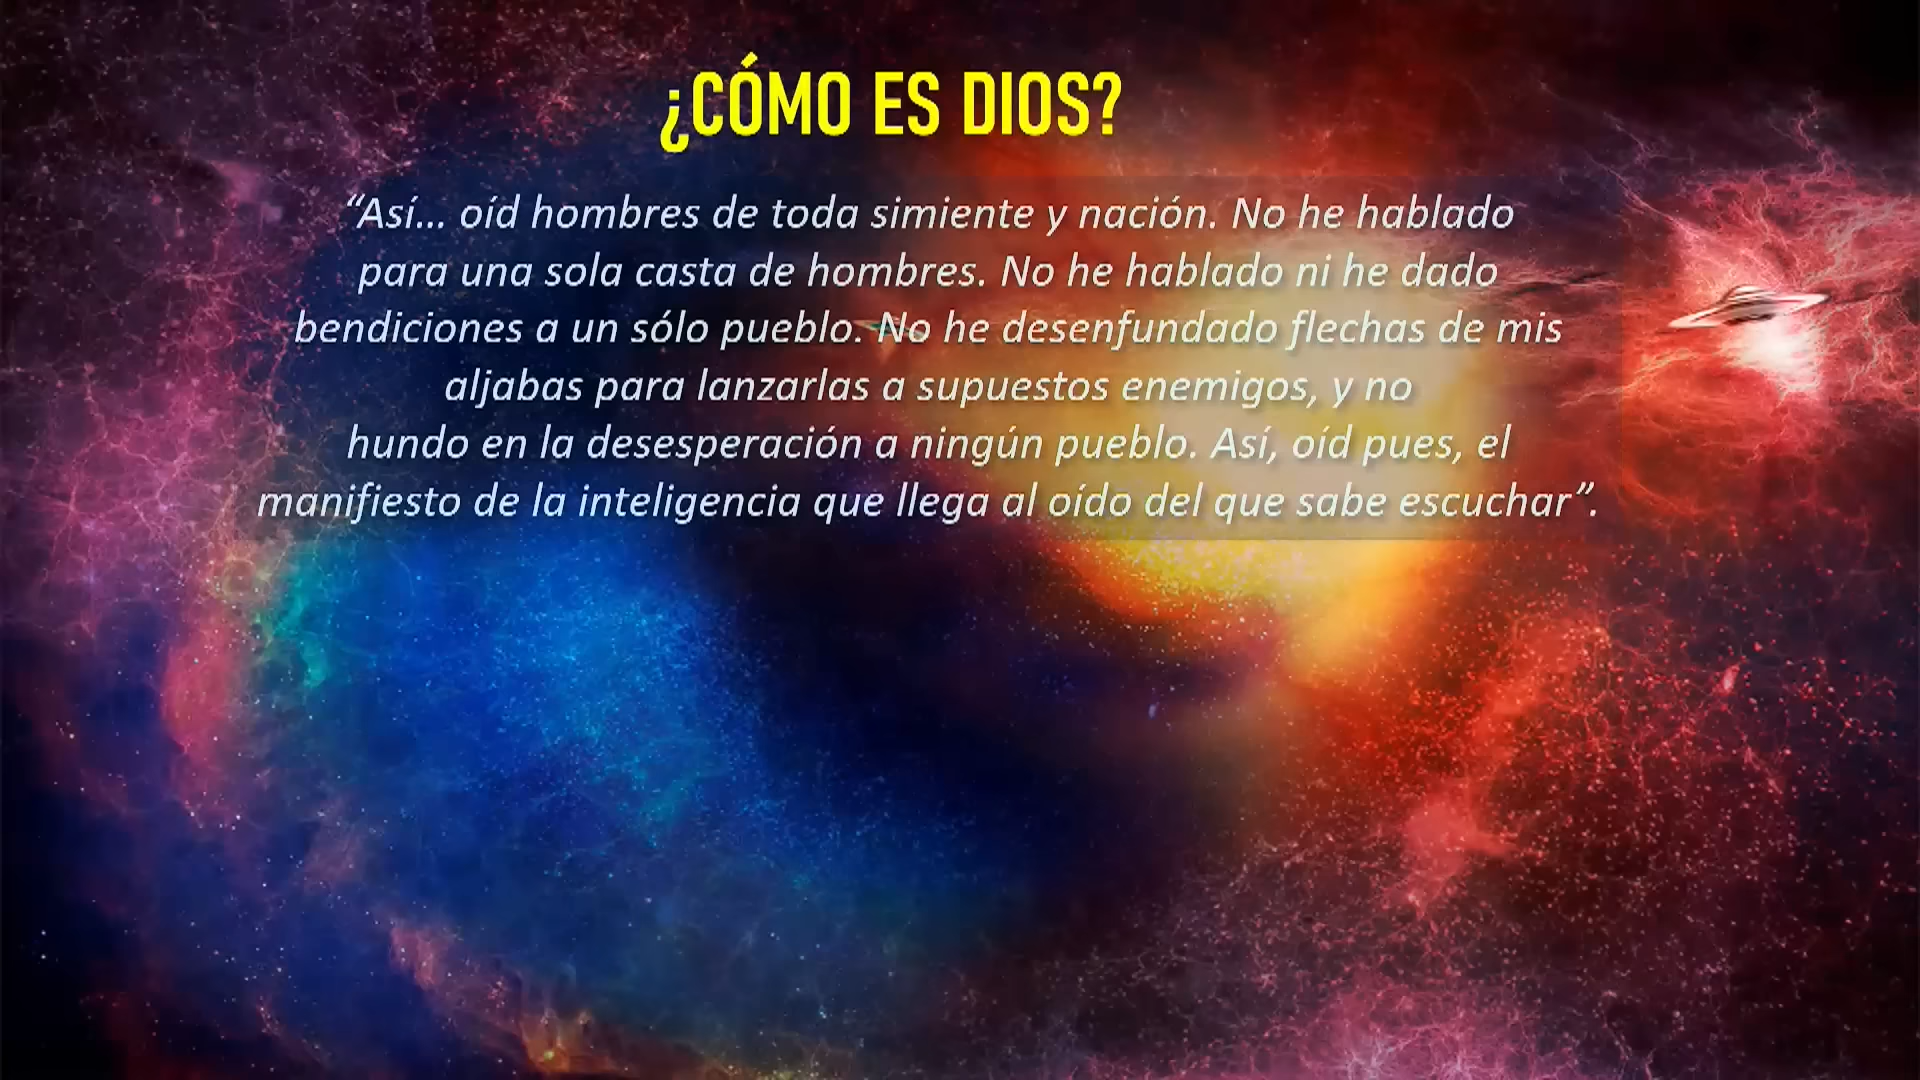 ¿CÓMO ES DIOS?
“Así... oíd hombres de toda simiente y nación. No he hablado
para una sola casta de hombres. No he hablado ni he dado
bendiciones a un sólo pueblo. No he desenfundado flechas de mis
aljabas para lanzarlas a supuestos enemigos, y no
hundo en la desesperación a ningún pueblo. Así, oíd pues, el
manifiesto de la inteligencia que llega al oído del que sabe escuchar”.